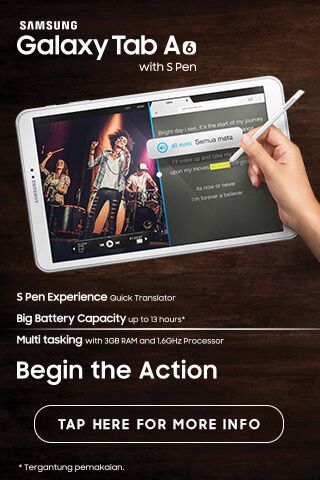 SAMSUNG
Galaxy Tab A6
with S Pen
Bright day i see, it's the start of my journey
all eyes Semua mata
i'll wake up and take my
upon my moves
its now or never
i'm forever a believer
SAMSUNG
S Pen Experience Quick Translator
Big Battery Capacity up to 13 hours*
Multi tasking with 3GB RAM and 1.6GHz Processor
Begin the Action
TAP HERE FOR MORE INFO
* Tergantung pemakaian.